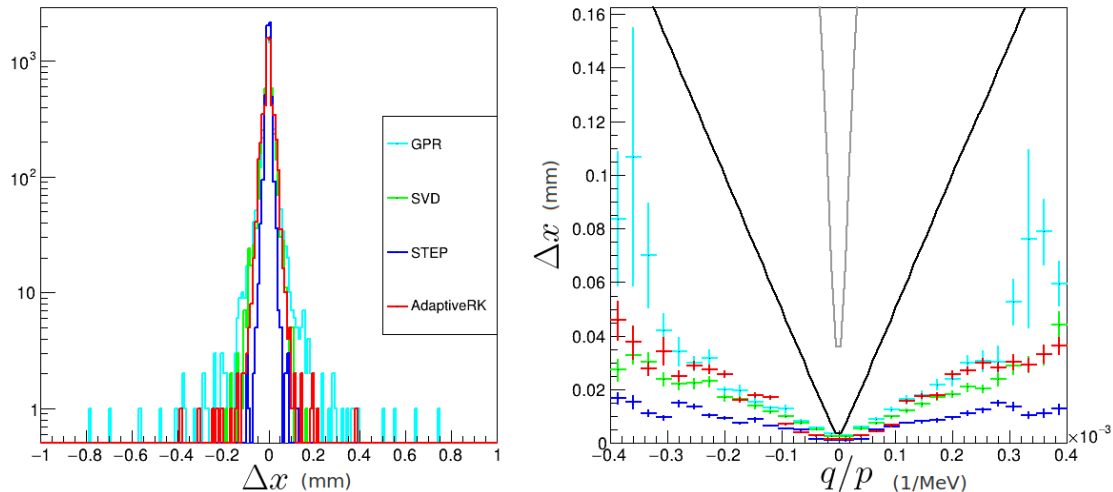 10³
10²
10
1
GPR
SVD
STEP
AdaptiveRK
−1 −0.8 −0.6 −0.4 −0.2 0 0.2 0.4 0.6 0.8 1
Δx (mm)
0.16
0.14
0.12
0.1
0.08
0.06
0.04
0.02
0
Δx (mm)
−0.4 −0.3 −0.2 −0.1 0 0.1 0.2 0.3 0.4
×10⁻³
q/p (1/MeV)